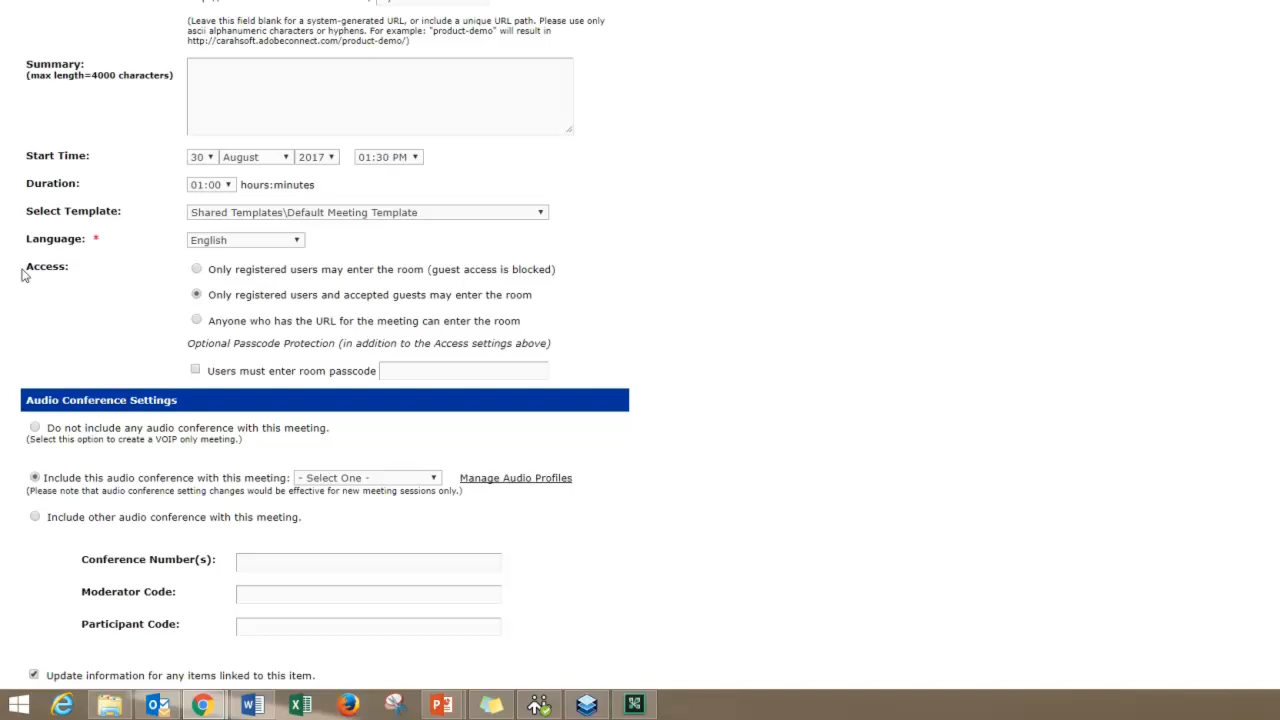 (Leave this field blank for a system-generated URL, or include a unique URL path. Please use only
ascii alphanumeric characters or hyphens. For example: "product-demo" will result in
http://carahsoft.adobeconnect.com/product-demo/)
Summary:
(max length=4000 characters)
Start Time: 30 August 2017 01:30 PM
Duration: 01:00 hours:minutes
Select Template: Shared Templates\Default Meeting Template
Language: * English
Access: Only registered users may enter the room (guest access is blocked)
Only registered users and accepted guests may enter the room
Anyone who has the URL for the meeting can enter the room
Optional Passcode Protection (in addition to the Access settings above)
Users must enter room passcode
Audio Conference Settings
Do not include any audio conference with this meeting.
(Select this option to create a VOIP only meeting.)
Include this audio conference with this meeting: - Select One - Manage Audio Profiles
(Please note that audio conference setting changes would be effective for new meeting sessions only.)
Include other audio conference with this meeting.
Conference Number(s):
Moderator Code:
Participant Code:
Update information for any items linked to this item.